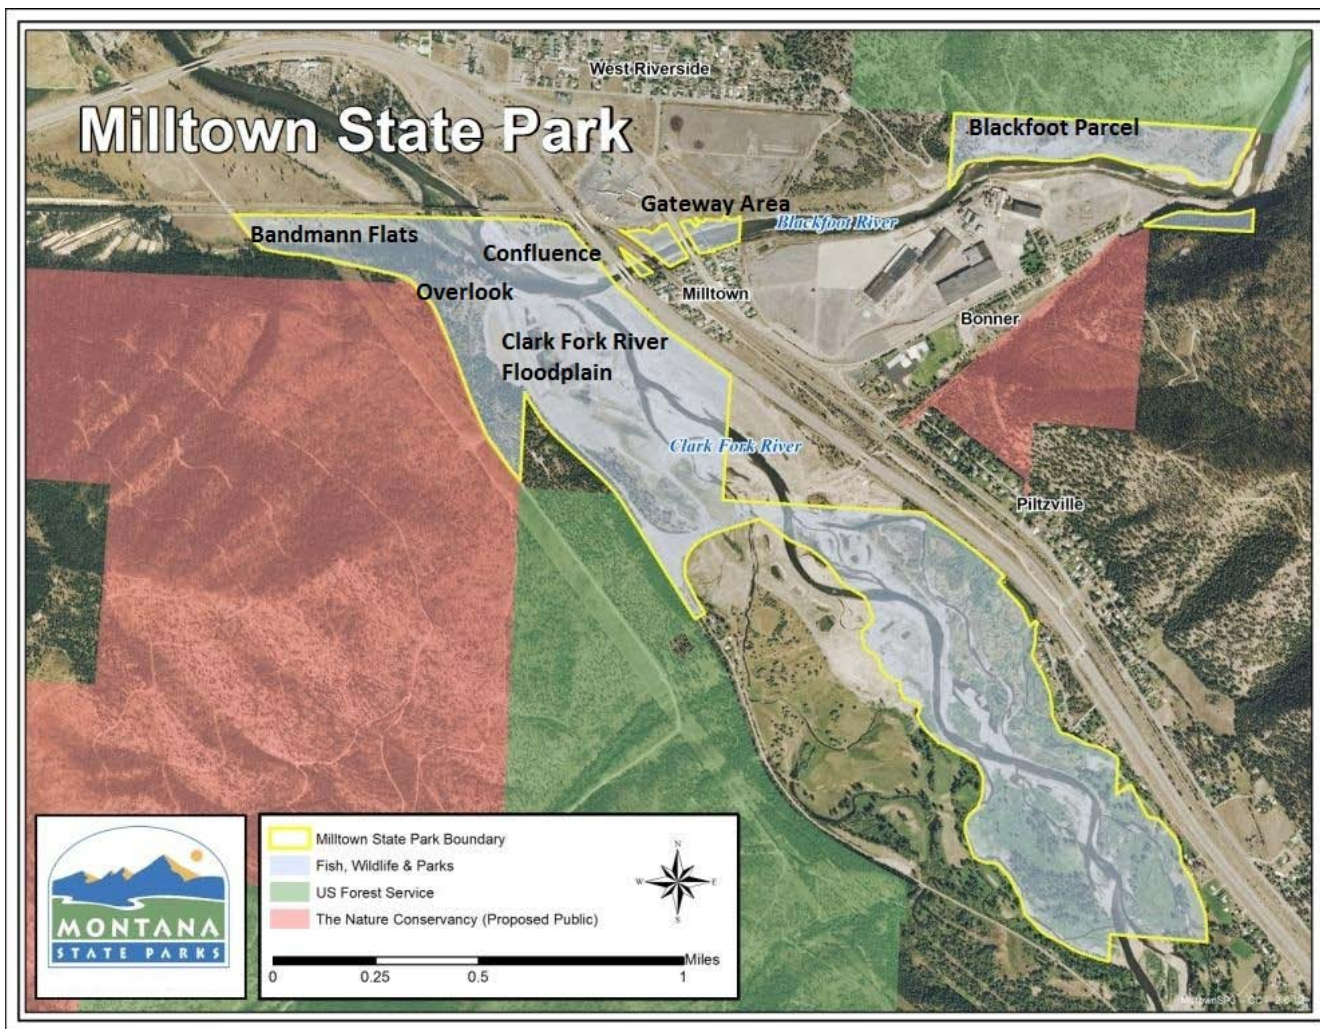 West Riverside
Milltown State Park
Blackfoot Parcel
Gateway Area
Blackfoot River
Bandmann Flats
Confluence
Overlook
Milltown
Bonner
Clark Fork River
Floodplain
Clark Fork River
Piltzville
MONTANA
STATE PARKS
Milltown State Park Boundary
Fish, Wildlife & Parks
US Forest Service
The Nature Conservancy (Proposed Public)
N
W
E
S
Miles
0 0.25 0.5 1